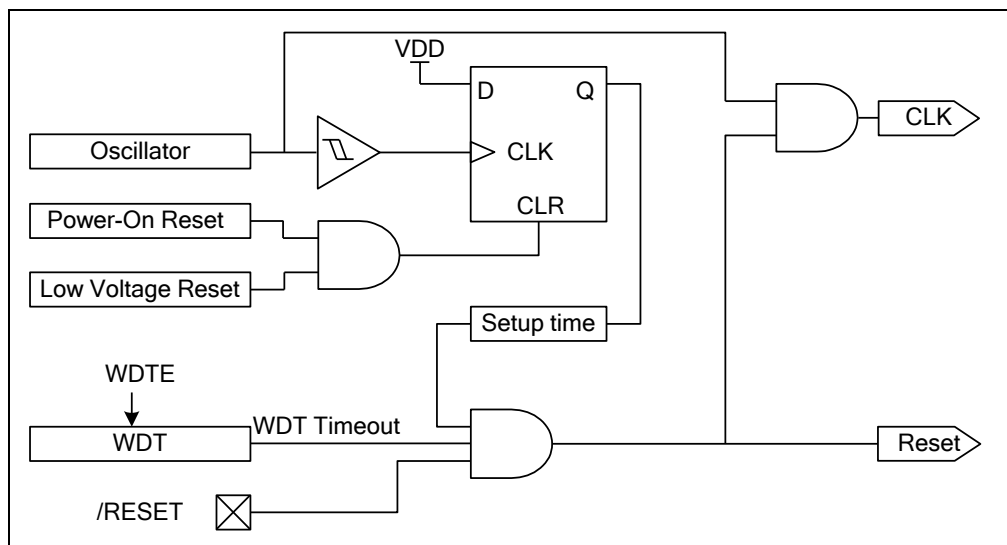 VDD
D Q
CLK
Oscillator
CLK
CLR
Power-On Reset
Low Voltage Reset
Setup time
WDTE
WDT Timeout
WDT
Reset
/RESET